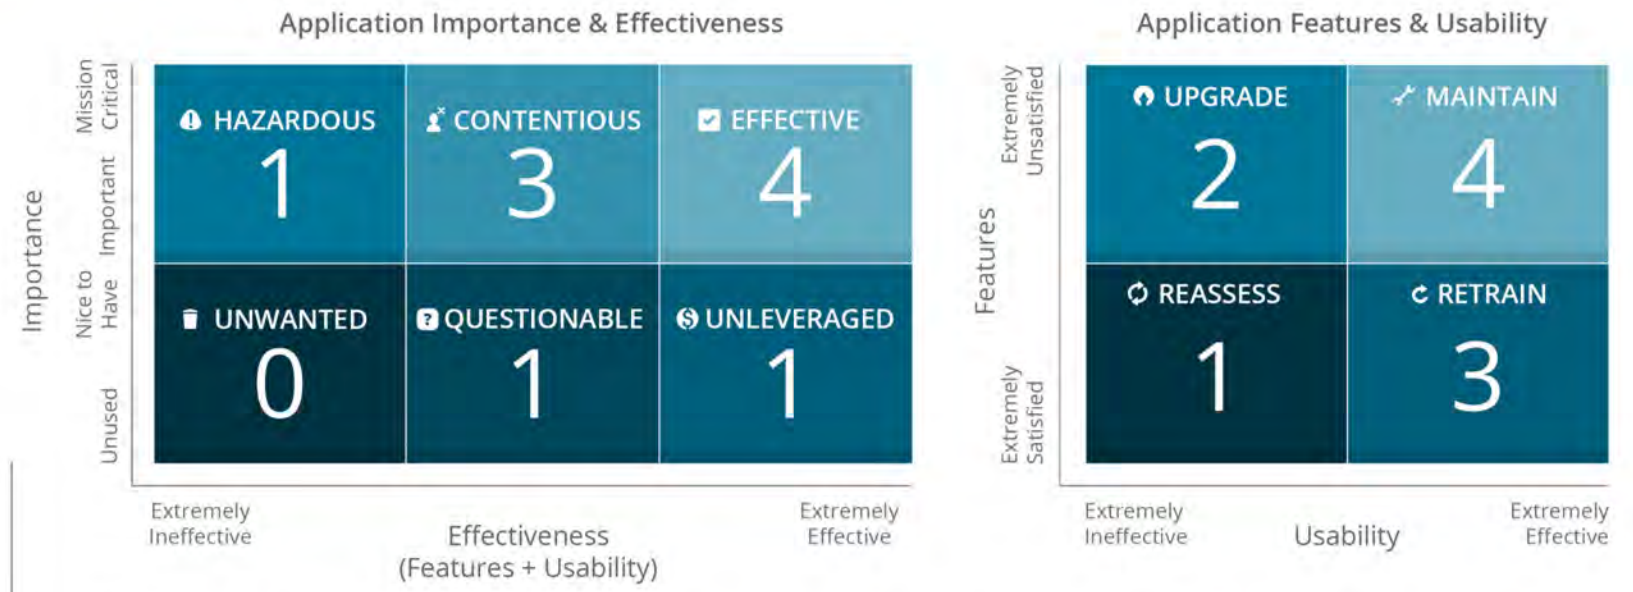 Application Importance & Effectiveness
Importance
Mission
Critical
Important
Nice to
Have
Unused
HAZARDOUS
1
CONTENTIOUS
3
EFFECTIVE
4
UNWANTED
0
QUESTIONABLE
1
UNLEVERAGED
1
Extremely
Ineffective
Effectiveness
(Features + Usability)
Extremely
Effective
Application Features & Usability
Features
Extremely
Unsatisfied
Extremely
Satisfied
UPGRADE
2
MAINTAIN
4
REASSESS
1
RETRAIN
3
Extremely
Ineffective
Usability
Extremely
Effective